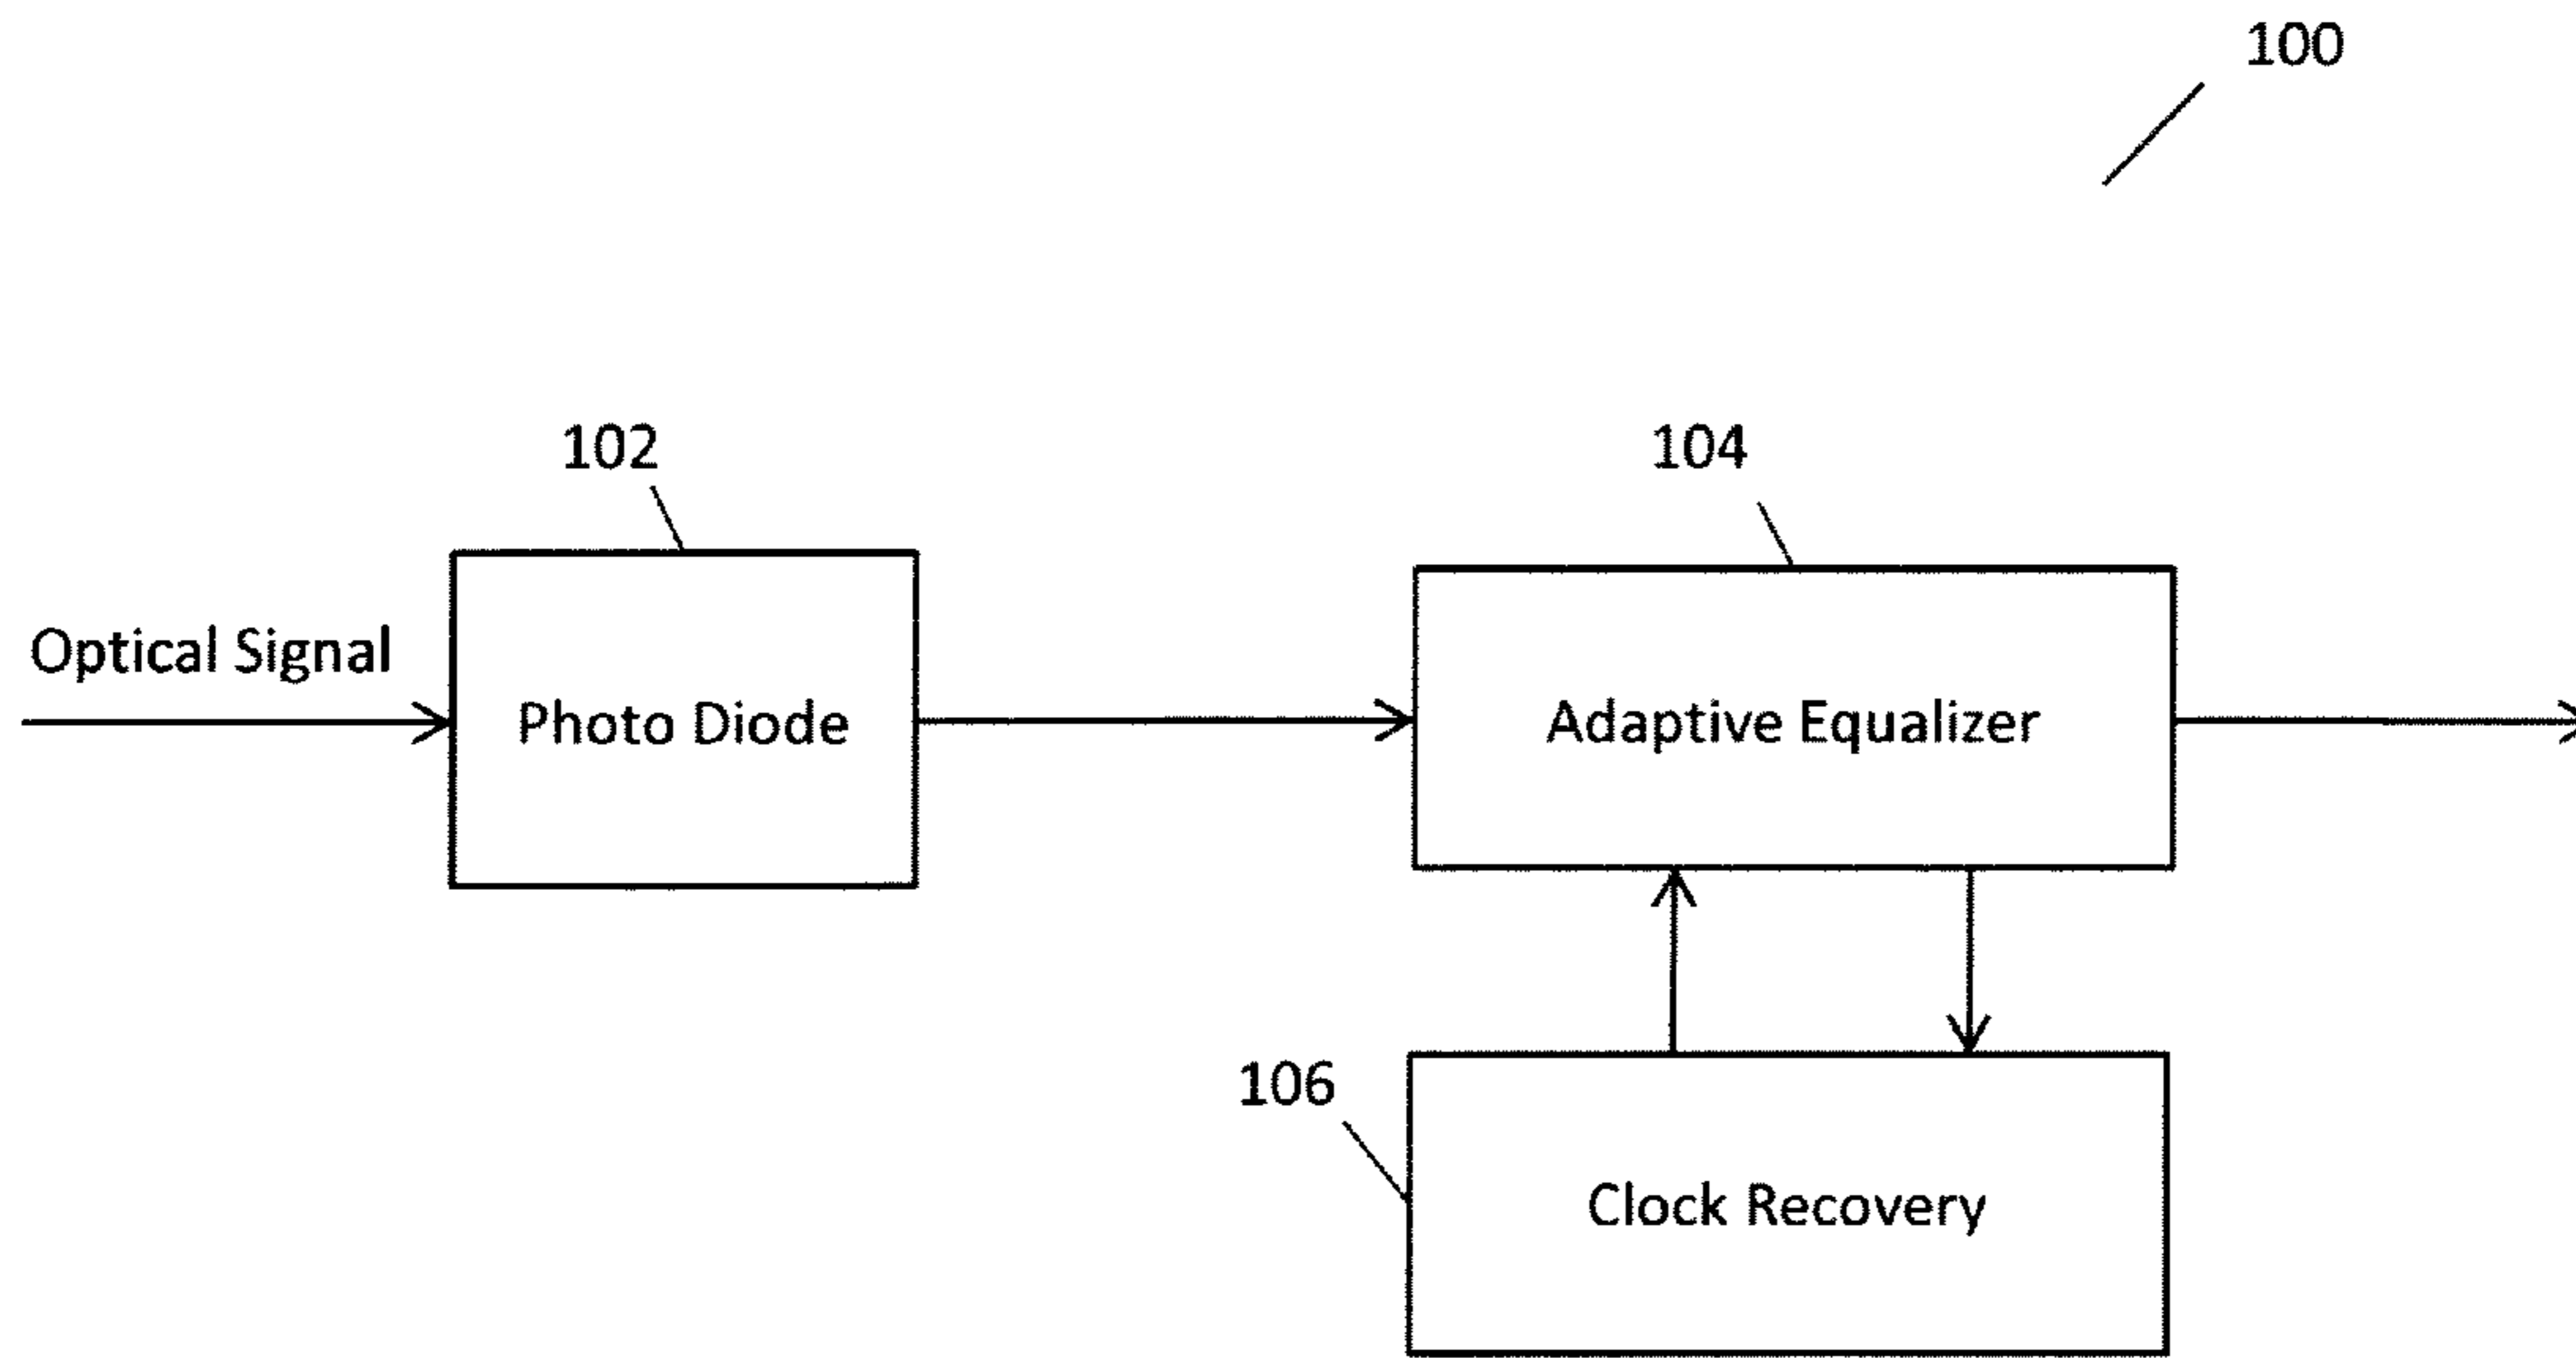 100
102
104
Optical Signal
Photo Diode
Adaptive Equalizer
106
Clock Recovery